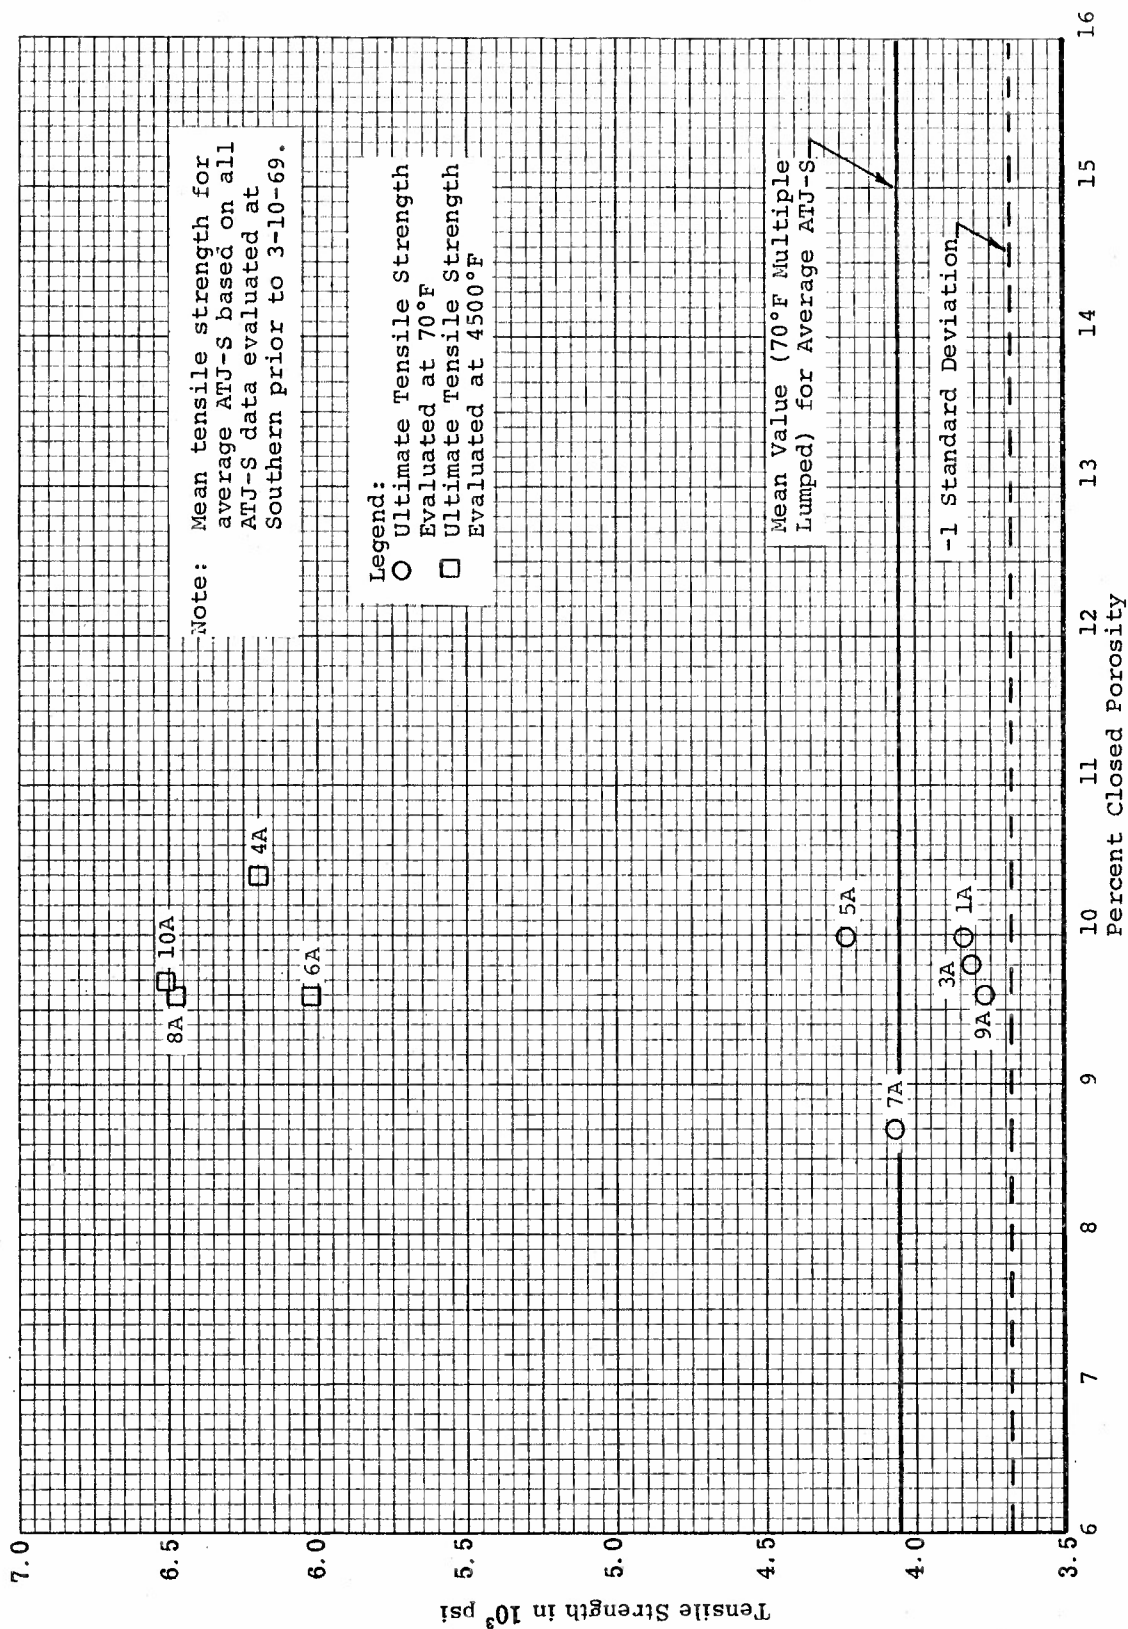 7.0
6.5
6.0
5.5
5.0
4.5
4.0
3.5
Tensile Strength in 10³ psi
Note: Mean tensile strength for
average ATJ-S based on all
ATJ-S data evaluated at
Southern prior to 3-10-69.
Legend:
○ Ultimate Tensile Strength
Evaluated at 70°F
□ Ultimate Tensile Strength
Evaluated at 4500°F
8A
10A
4A
6A
5A
7A
3A
1A
9A
Mean Value (70°F Multiple
Lumped) for Average ATJ-S
-1 Standard Deviation
6 7 8 9 10 11 12 13 14 15 16
Percent Closed Porosity